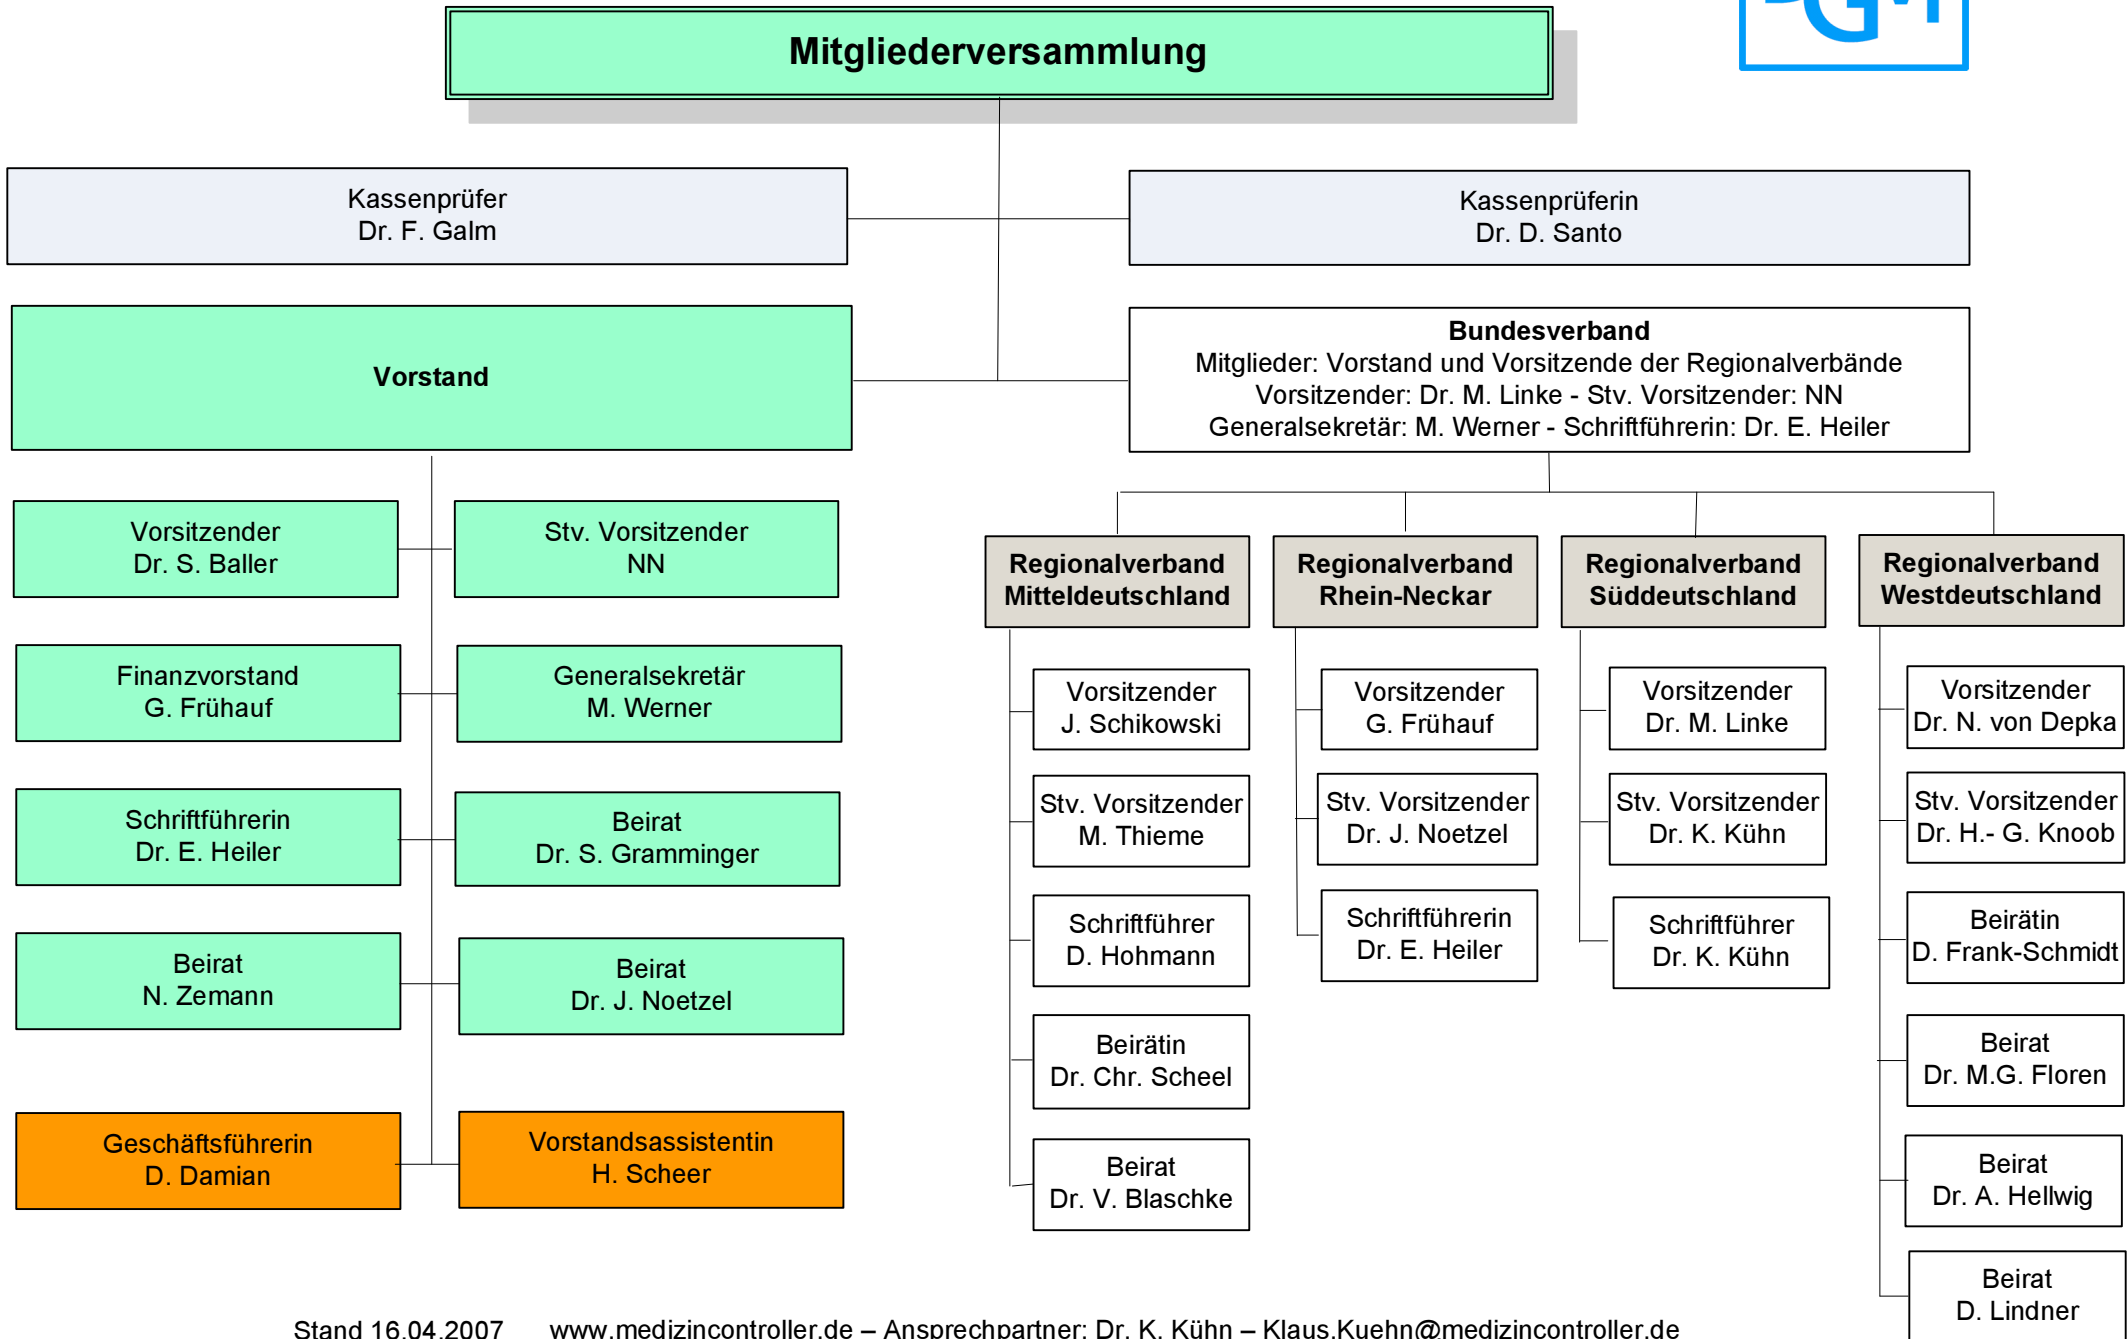 Mitgliederversammlung
Kassenprüfer
Dr. F. Galm
Kassenprüferin
Dr. D. Santo
Vorstand
Bundesverband
Mitglieder: Vorstand und Vorsitzende der Regionalverbände
Vorsitzender: Dr. M. Linke - Stv. Vorsitzender: NN
Generalsekretär: M. Werner - Schriftführerin: Dr. E. Heiler
Vorsitzender
Dr. S. Baller
Stv. Vorsitzender
NN
Finanzvorstand
G. Frühauf
Generalsekretär
M. Werner
Schriftführerin
Dr. E. Heiler
Beirat
Dr. S. Gramminger
Beirat
N. Zemann
Beirat
Dr. J. Noetzel
Geschäftsführerin
D. Damian
Vorstandsassistentin
H. Scheer
Regionalverband
Mitteldeutschland
Vorsitzender
J. Schikowski
Stv. Vorsitzender
M. Thieme
Schriftführer
D. Hohmann
Beirätin
Dr. Chr. Scheel
Beirat
Dr. V. Blaschke
Regionalverband
Rhein-Neckar
Vorsitzender
G. Frühauf
Stv. Vorsitzender
Dr. J. Noetzel
Schriftführerin
Dr. E. Heiler
Regionalverband
Süddeutschland
Vorsitzender
Dr. M. Linke
Stv. Vorsitzender
Dr. K. Kühn
Schriftführer
Dr. K. Kühn
Regionalverband
Westdeutschland
Vorsitzender
Dr. N. von Depka
Stv. Vorsitzender
Dr. H.- G. Knoob
Beirätin
D. Frank-Schmidt
Beirat
Dr. M.G. Floren
Beirat
Dr. A. Hellwig
Beirat
D. Lindner
Stand 16.04.2007 www.medizincontroller.de – Ansprechpartner: Dr. K. Kühn – Klaus.Kuehn@medizincontroller.de